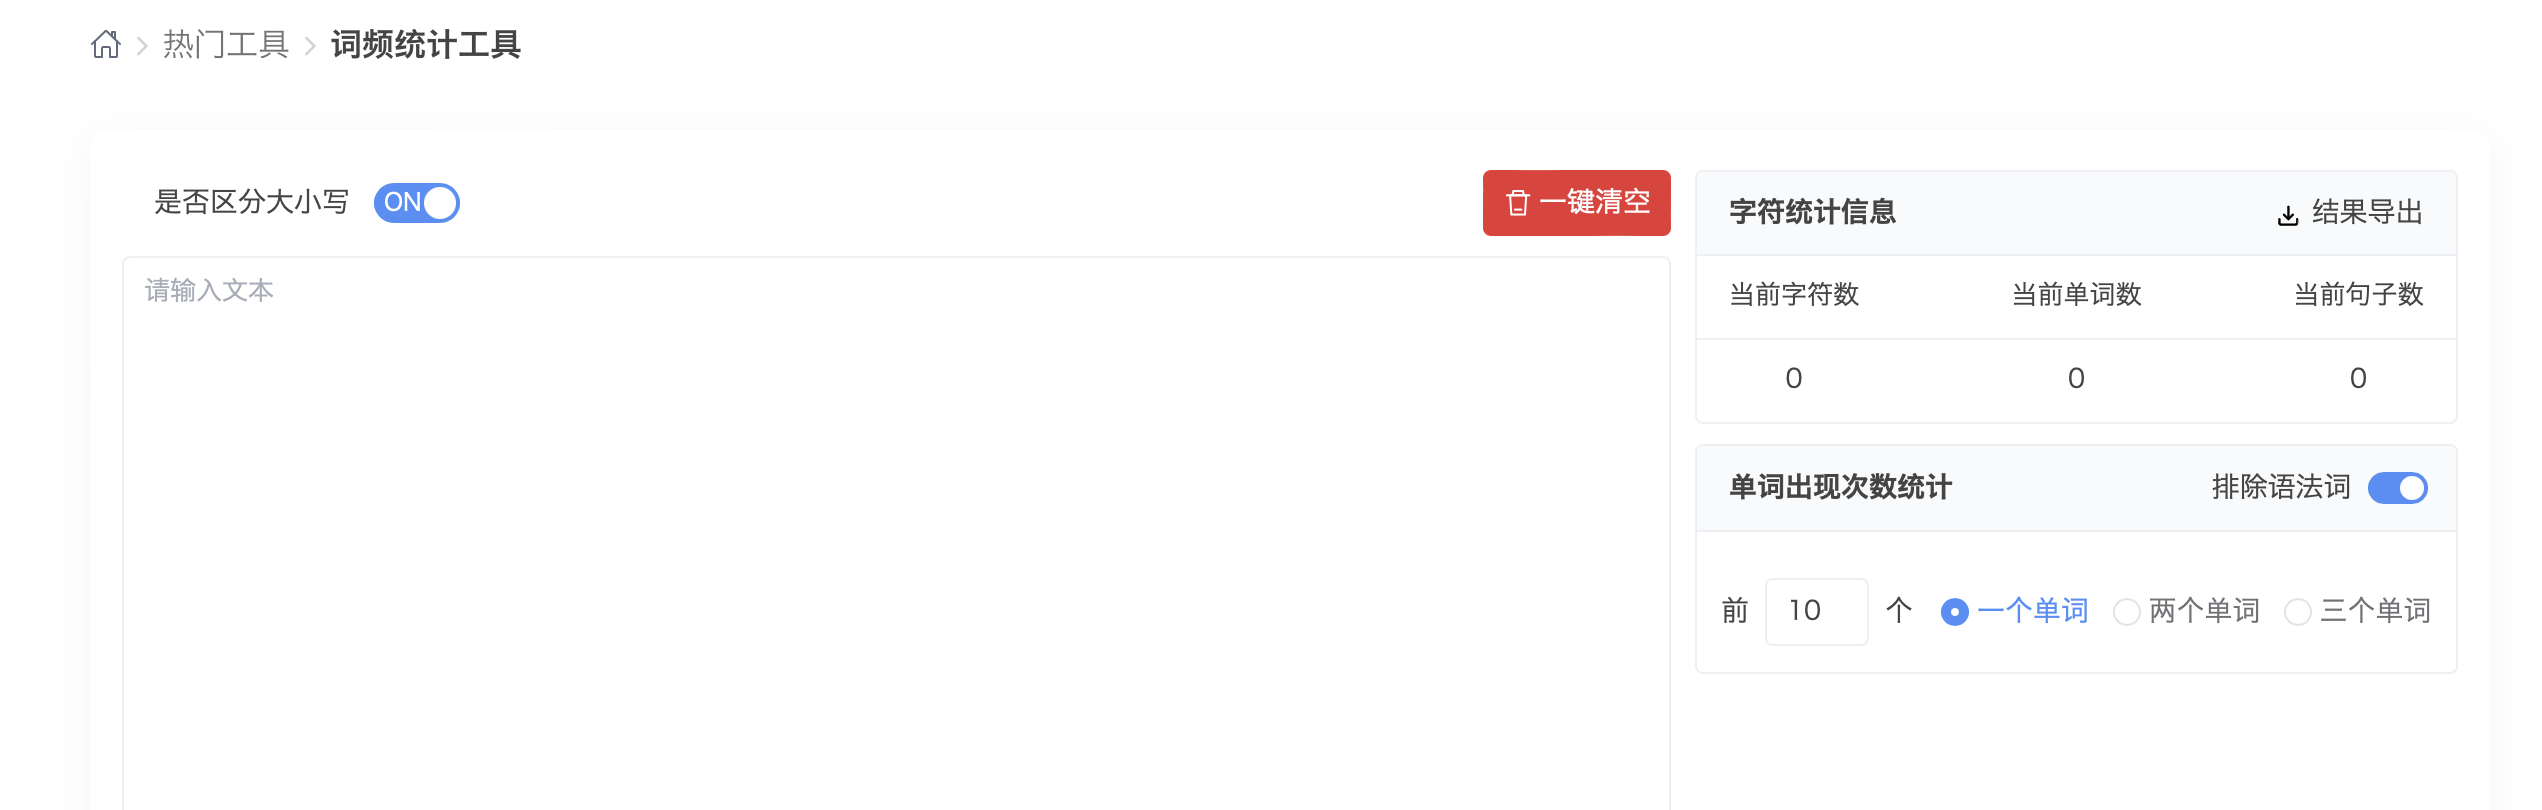 热门工具 词频统计工具
是否区分大小写 ON
一键清空
请输入文本
字符统计信息 结果导出
当前字符数 当前单词数 当前句子数
0 0 0
单词出现次数统计 排除语法词
前 10 个 一个单词 两个单词 三个单词